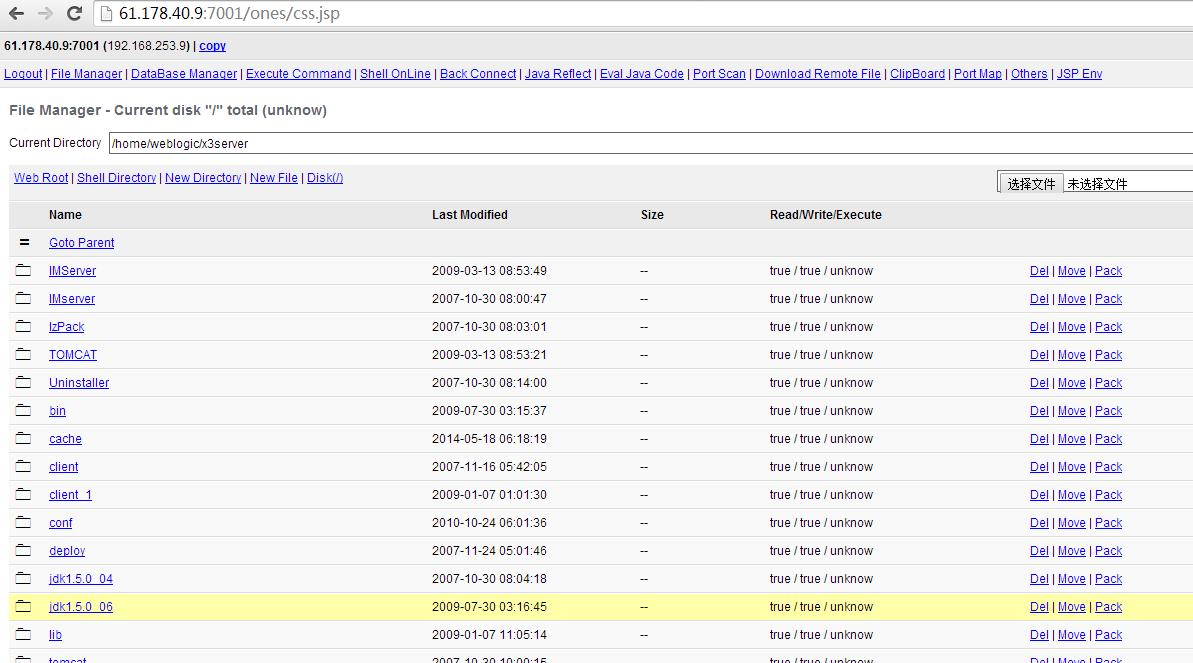 61.178.40.9:7001/ones/css.jsp
61.178.40.9:7001 (192.168.253.9) | copy
Logout | File Manager | DataBase Manager | Execute Command | Shell OnLine | Back Connect | Java Reflect | Eval Java Code | Port Scan | Download Remote File | ClipBoard | Port Map | Others | JSP Env
File Manager - Current disk "/" total (unknow)
Current Directory /home/weblogic/x3server
Web Root | Shell Directory | New Directory | New File | Disk(/) 选择文件 未选择文件
Name Last Modified Size Read/Write/Execute
= Goto Parent
IMServer 2009-03-13 08:53:49 -- true / true / unknow Del | Move | Pack
IMserver 2007-10-30 08:00:47 -- true / true / unknow Del | Move | Pack
IzPack 2007-10-30 08:03:01 -- true / true / unknow Del | Move | Pack
TOMCAT 2009-03-13 08:53:21 -- true / true / unknow Del | Move | Pack
Uninstaller 2007-10-30 08:14:00 -- true / true / unknow Del | Move | Pack
bin 2009-07-30 03:15:37 -- true / true / unknow Del | Move | Pack
cache 2014-05-18 06:18:19 -- true / true / unknow Del | Move | Pack
client 2007-11-16 05:42:05 -- true / true / unknow Del | Move | Pack
client_1 2009-01-07 01:01:30 -- true / true / unknow Del | Move | Pack
conf 2010-10-24 06:01:36 -- true / true / unknow Del | Move | Pack
deploy 2007-11-24 05:01:46 -- true / true / unknow Del | Move | Pack
jdk1.5.0_04 2007-10-30 08:04:18 -- true / true / unknow Del | Move | Pack
jdk1.5.0_06 2009-07-30 03:16:45 -- true / true / unknow Del | Move | Pack
lib 2009-01-07 11:05:14 -- true / true / unknow Del | Move | Pack
tomcat 2007-10-30 10:00:15 -- true / true / unknow Del | Move | Pack